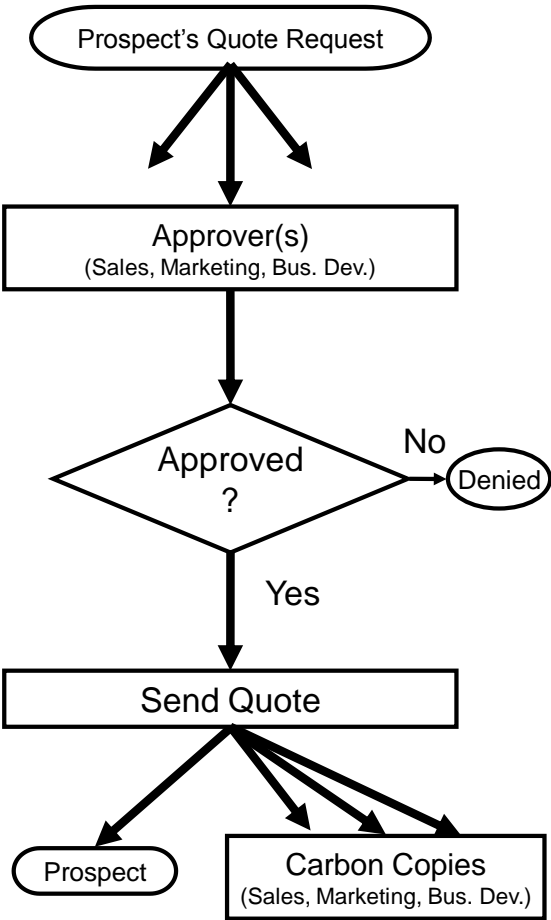 Prospect’s Quote Request
Approver(s)
(Sales, Marketing, Bus. Dev.)
Approved
?
No
Denied
Yes
Send Quote
Prospect
Carbon Copies
(Sales, Marketing, Bus. Dev.)